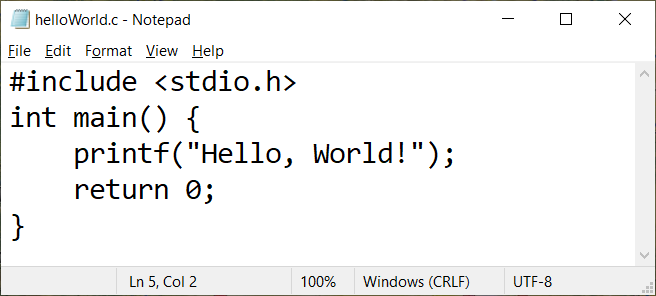 helloWorld.c - Notepad
File Edit Format View Help
#include <stdio.h>
int main() {
    printf("Hello, World!");
    return 0;
}
Ln 5, Col 2 100% Windows (CRLF) UTF-8